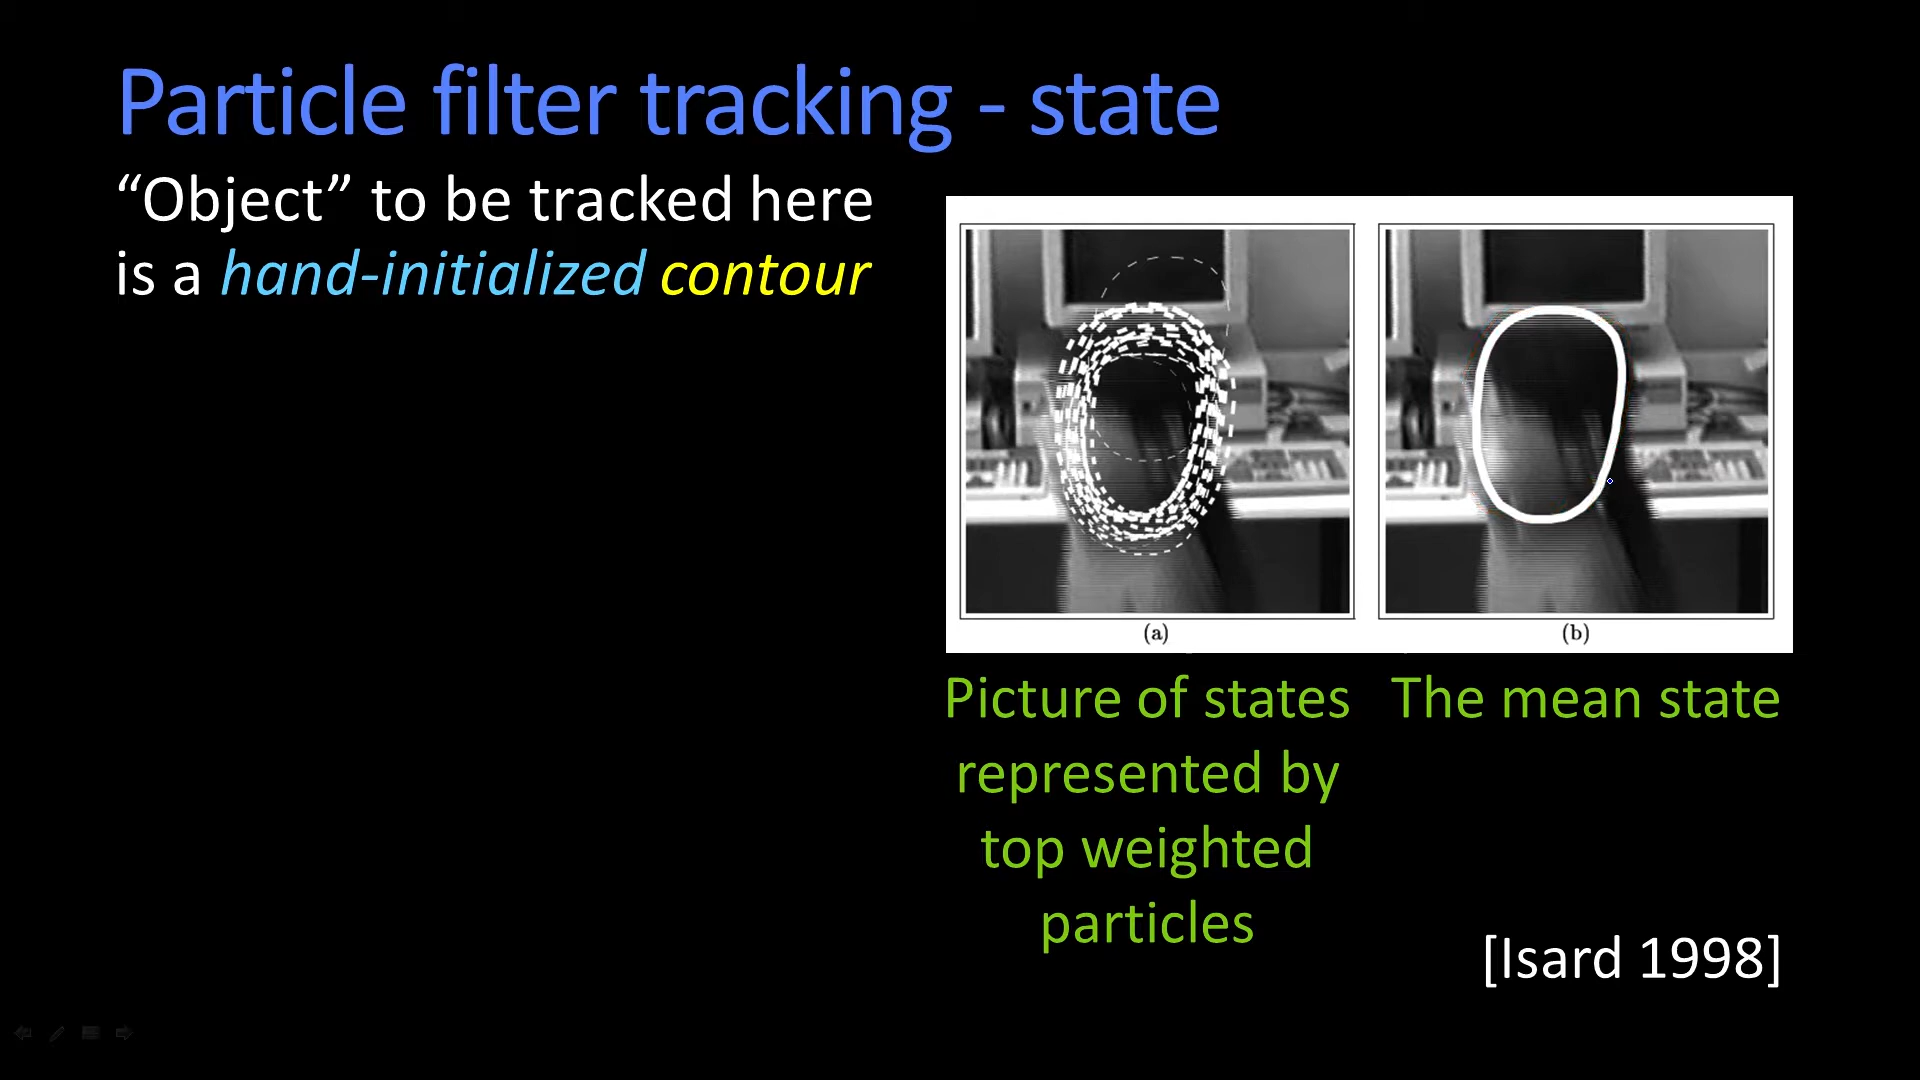 Particle filter tracking - state
“Object” to be tracked here
is a hand-initialized contour
(a)
(b)
Picture of states
represented by
top weighted
particles
The mean state
[Isard 1998]